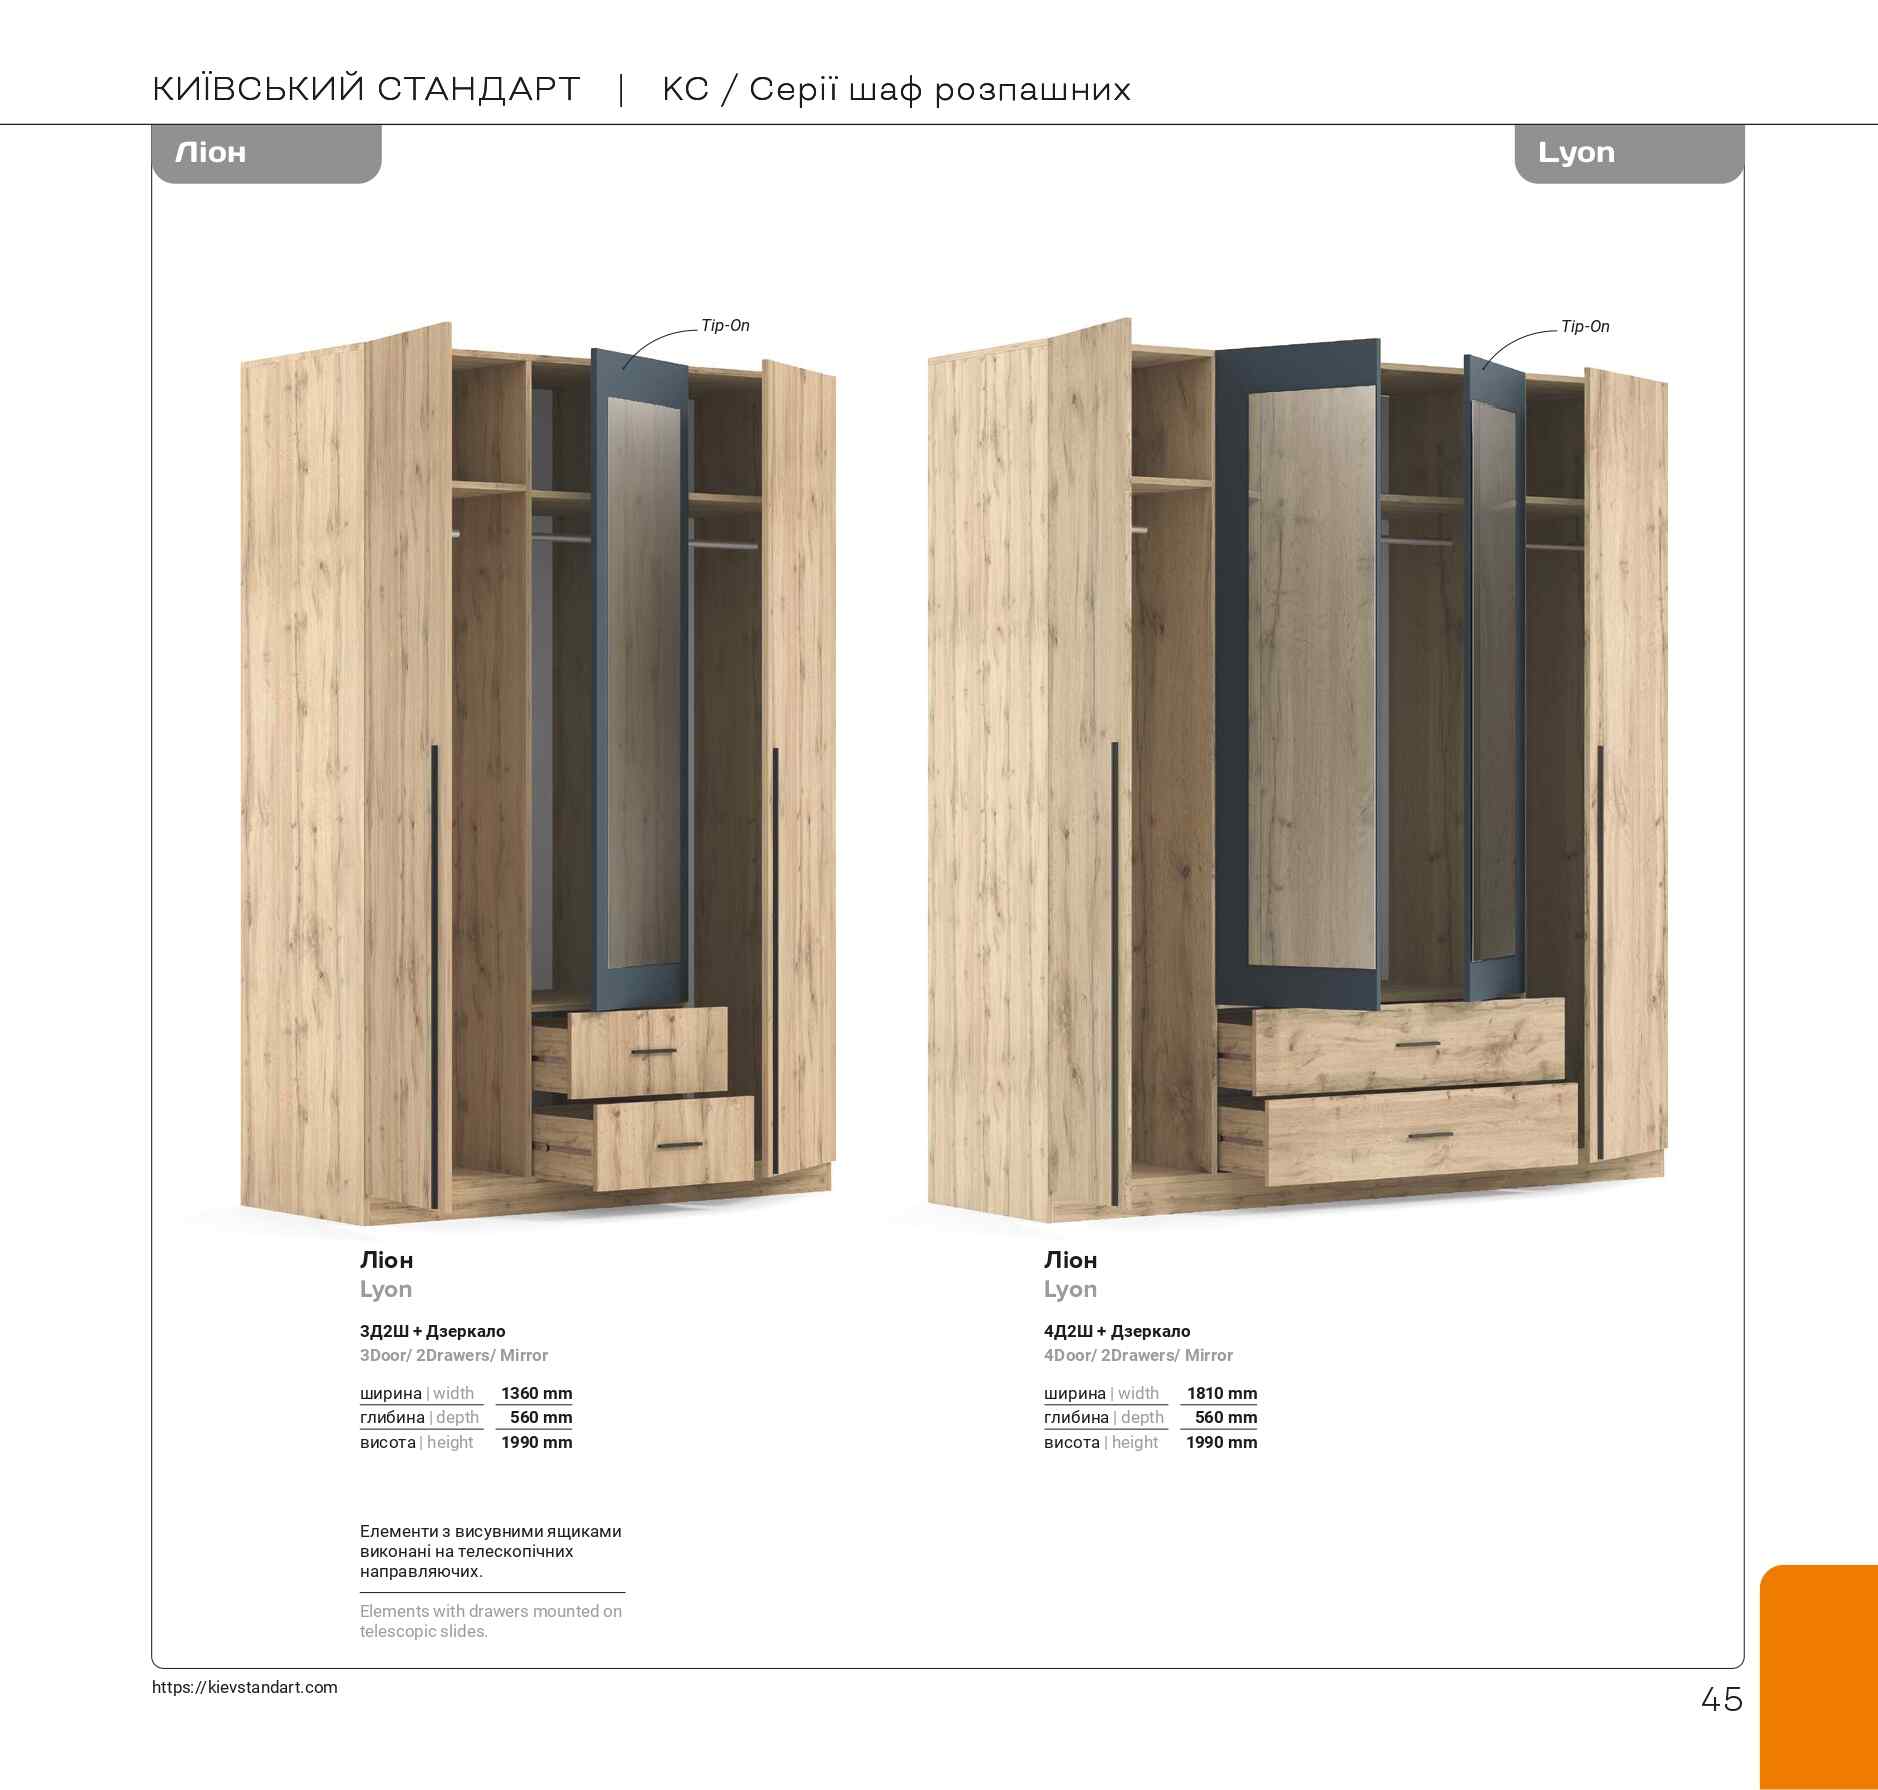 КИЇВСЬКИЙ СТАНДАРТ | КС / Серії шаф розпашних
Ліон
Lyon
Tip-On
Tip-On
Ліон
Lyon
3Д2Ш + Дзеркало
3Door/ 2Drawers/ Mirror
ширина | width 1360 mm
глибина | depth 560 mm
висота | height 1990 mm
Елементи з висувними ящиками
виконані на телескопічних
направляючих.
Elements with drawers mounted on
telescopic slides.
Ліон
Lyon
4Д2Ш + Дзеркало
4Door/ 2Drawers/ Mirror
ширина | width 1810 mm
глибина | depth 560 mm
висота | height 1990 mm
https://kievstandart.com
45